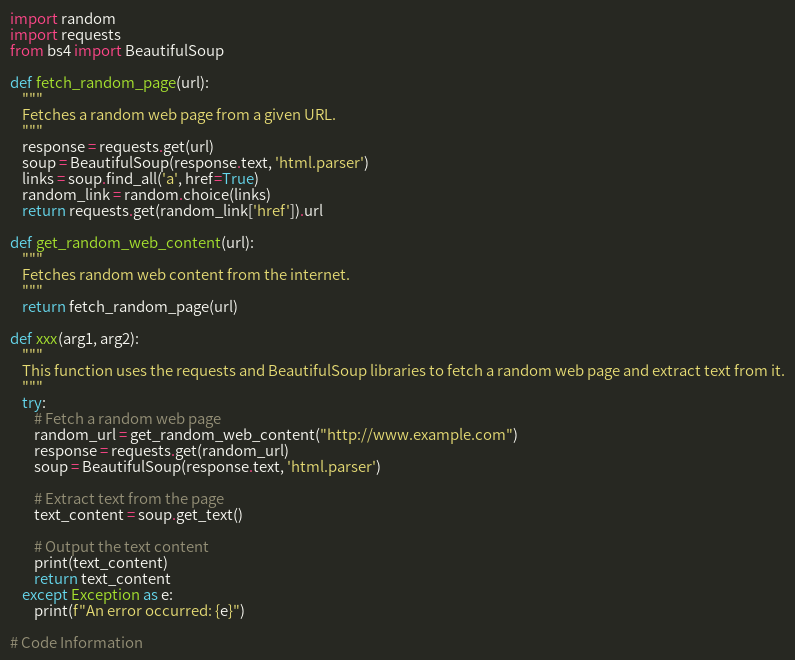 import random
import requests
from bs4 import BeautifulSoup

def fetch_random_page(url):
    """
    Fetches a random web page from a given URL.
    """
    response = requests.get(url)
    soup = BeautifulSoup(response.text, 'html.parser')
    links = soup.find_all('a', href=True)
    random_link = random.choice(links)
    return requests.get(random_link['href']).url

def get_random_web_content(url):
    """
    Fetches random web content from the internet.
    """
    return fetch_random_page(url)

def xxx(arg1, arg2):
    """
    This function uses the requests and BeautifulSoup libraries to fetch a random web page and extract text from it.
    """
    try:
        # Fetch a random web page
        random_url = get_random_web_content("http://www.example.com")
        response = requests.get(random_url)
        soup = BeautifulSoup(response.text, 'html.parser')

        # Extract text from the page
        text_content = soup.get_text()

        # Output the text content
        print(text_content)
        return text_content
    except Exception as e:
        print(f"An error occurred: {e}")

# Code Information